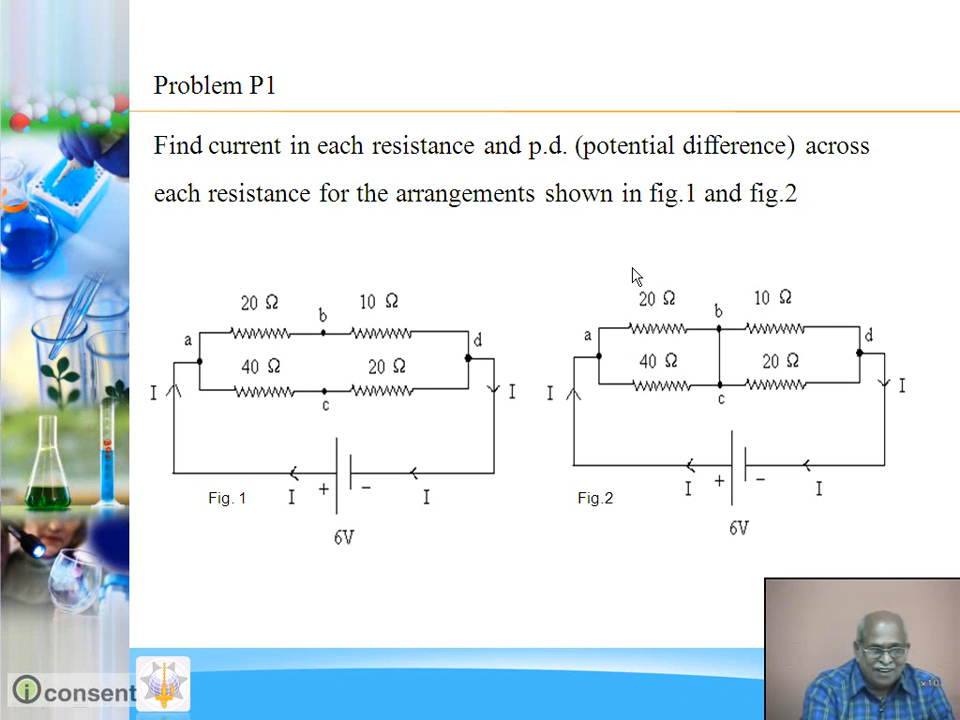 Problem P1
Find current in each resistance and p.d. (potential difference) across
each resistance for the arrangements shown in fig.1 and fig.2
20 Ω b 10 Ω
a d
40 Ω 20 Ω
I c I
Fig. 1 I + − I
6V
20 Ω b 10 Ω
a d
40 Ω 20 Ω
I c I
Fig.2 I + − I
6V
i consent